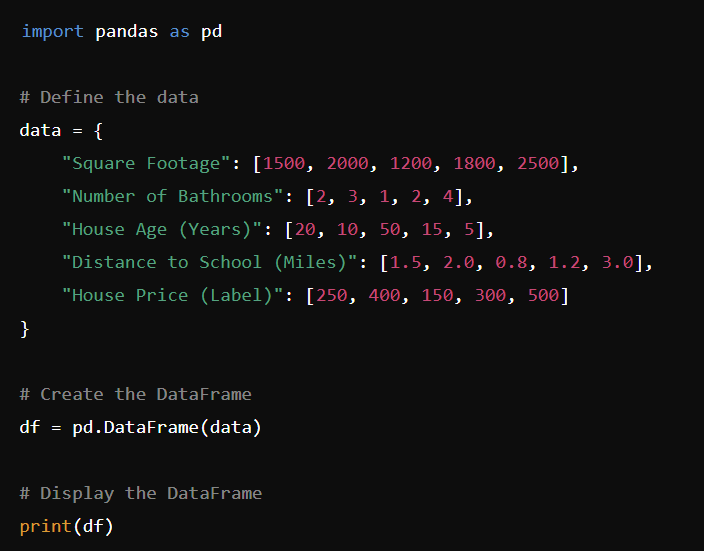 import pandas as pd
# Define the data
data = {
    "Square Footage": [1500, 2000, 1200, 1800, 2500],
    "Number of Bathrooms": [2, 3, 1, 2, 4],
    "House Age (Years)": [20, 10, 50, 15, 5],
    "Distance to School (Miles)": [1.5, 2.0, 0.8, 1.2, 3.0],
    "House Price (Label)": [250, 400, 150, 300, 500]
}
# Create the DataFrame
df = pd.DataFrame(data)
# Display the DataFrame
print(df)